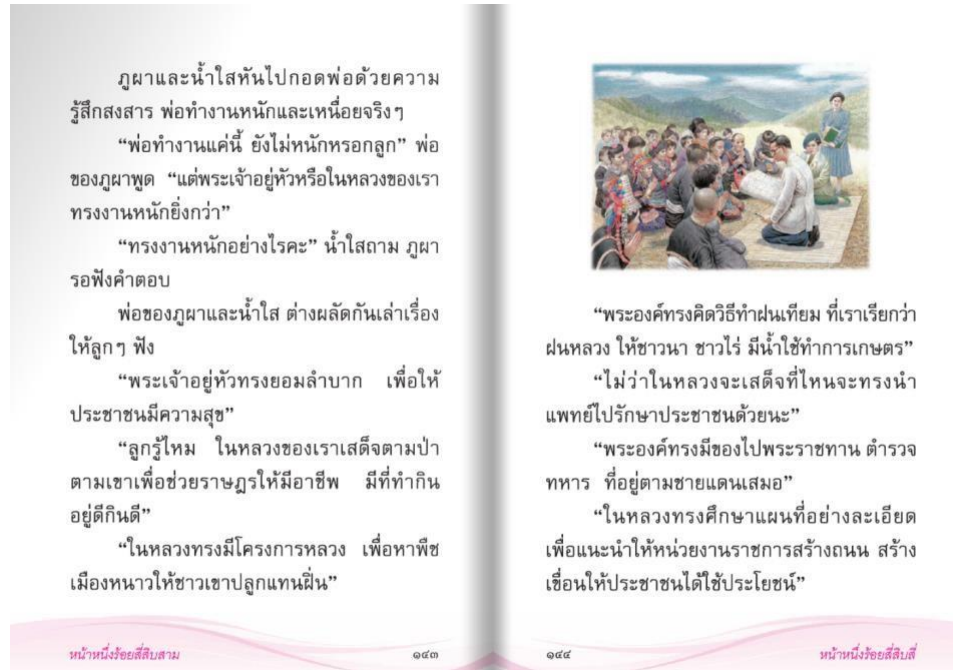 ภูผาและน้ำใสหันไปกอดพ่อด้วยความ
รู้สึกสงสาร พ่อทำงานหนักและเหนื่อยจริงๆ
“พ่อทำงานแค่นี้ ยังไม่หนักหรอกลูก” พ่อ
ของภูผาพูด “แต่พระเจ้าอยู่หัวหรือในหลวงของเรา
ทรงงานหนักยิ่งกว่า”
“ทรงงานหนักอย่างไรคะ” น้ำใสถาม ภูผา
รอฟังคำตอบ
พ่อของภูผาและน้ำใส ต่างผลัดกันเล่าเรื่อง
ให้ลูกๆ ฟัง
“พระเจ้าอยู่หัวทรงยอมลำบาก เพื่อให้
ประชาชนมีความสุข”
“ลูกรู้ไหม ในหลวงของเราเสด็จตามป่า
ตามเขาเพื่อช่วยราษฎรให้มีอาชีพ มีที่ทำกิน
อยู่ดีกินดี”
“ในหลวงทรงมีโครงการหลวง เพื่อหาพืช
เมืองหนาวให้ชาวเขาปลูกแทนฝิ่น”
หน้าหนึ่งร้อยสี่สิบสาม ๑๔๓
“พระองค์ทรงคิดวิธีทำฝนเทียม ที่เราเรียกว่า
ฝนหลวง ให้ชาวนา ชาวไร่ มีน้ำใช้ทำการเกษตร”
“ไม่ว่าในหลวงจะเสด็จที่ไหนจะทรงนำ
แพทย์ไปรักษาประชาชนด้วยนะ”
“พระองค์ทรงมีของไปพระราชทาน ตำรวจ
ทหาร ที่อยู่ตามชายแดนเสมอ”
“ในหลวงทรงศึกษาแผนที่อย่างละเอียด
เพื่อแนะนำให้หน่วยงานราชการสร้างถนน สร้าง
เขื่อนให้ประชาชนได้ใช้ประโยชน์”
๑๔๔ หน้าหนึ่งร้อยสี่สิบสี่